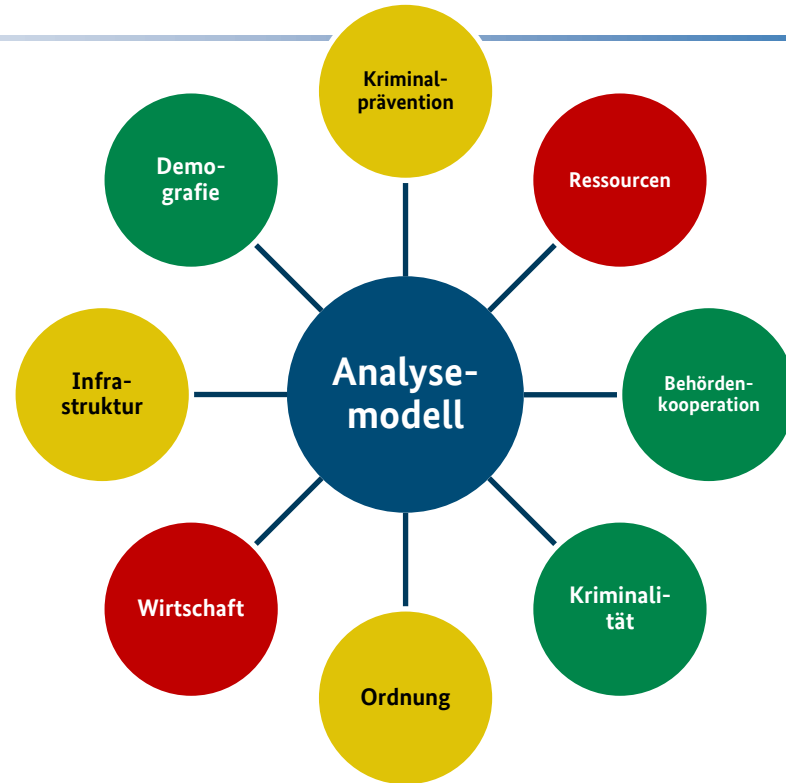 Kriminal-
prävention
Demo-
grafie
Ressourcen
Analyse-
modell
Infra-
struktur
Behörden-
kooperation
Wirtschaft
Kriminali-
tät
Ordnung